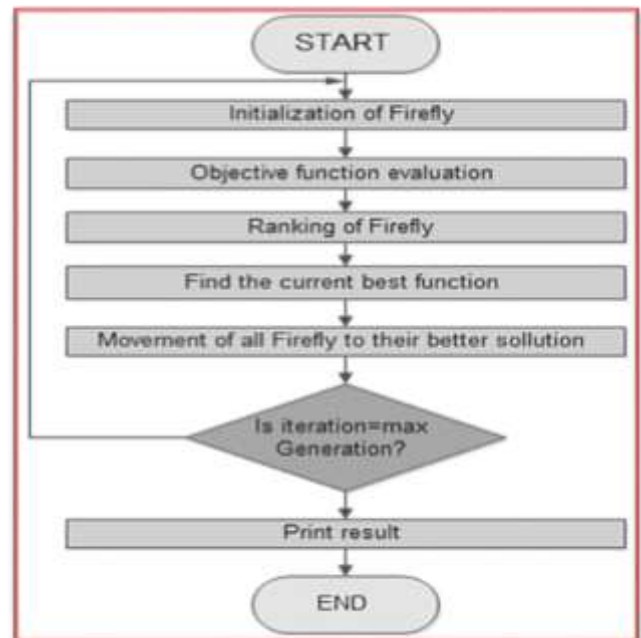 START
Initialization of Firefly
Objective function evaluation
Ranking of Firefly
Find the current best function
Movement of all Firefly to their better sollution
Is iteration=max
Generation?
Print result
END